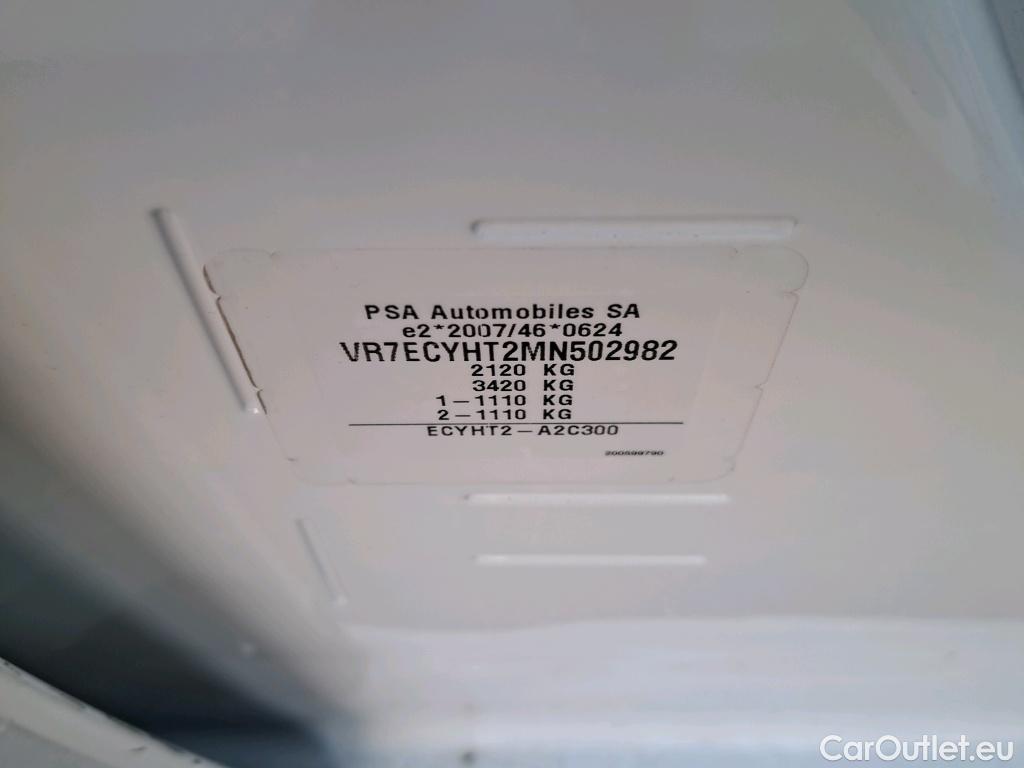 PSA Automobiles SA
e2*2007/46*0624
VR7ECYHT2MN502982
2120 KG
3420 KG
1-1110 KG
2-1110 KG
ECYHT2-A2C300
200599790
CarOutlet.eu